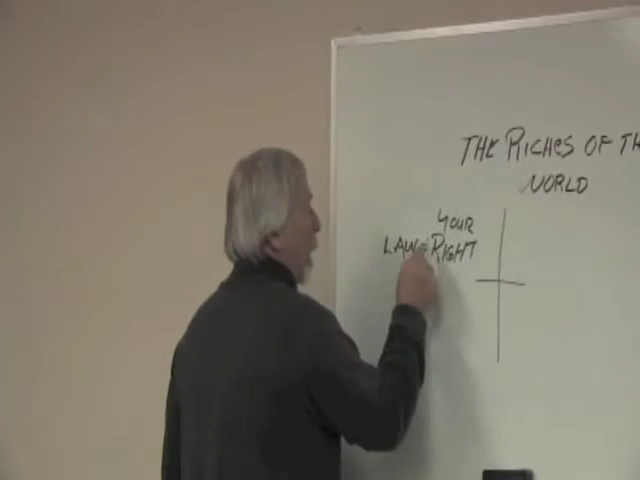 THE RICHES OF TH
WORLD
YOUR
LAW = RIGHT